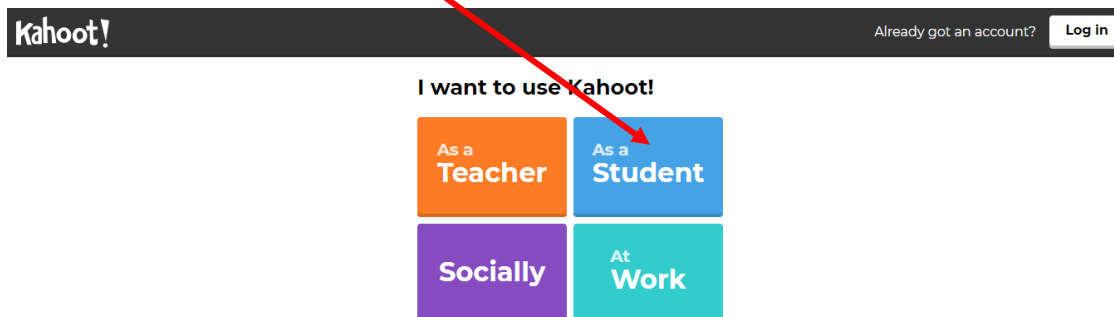 Kahoot!
Already got an account? Log in
I want to use Kahoot!
As a
Teacher
As a
Student
Socially
At
Work